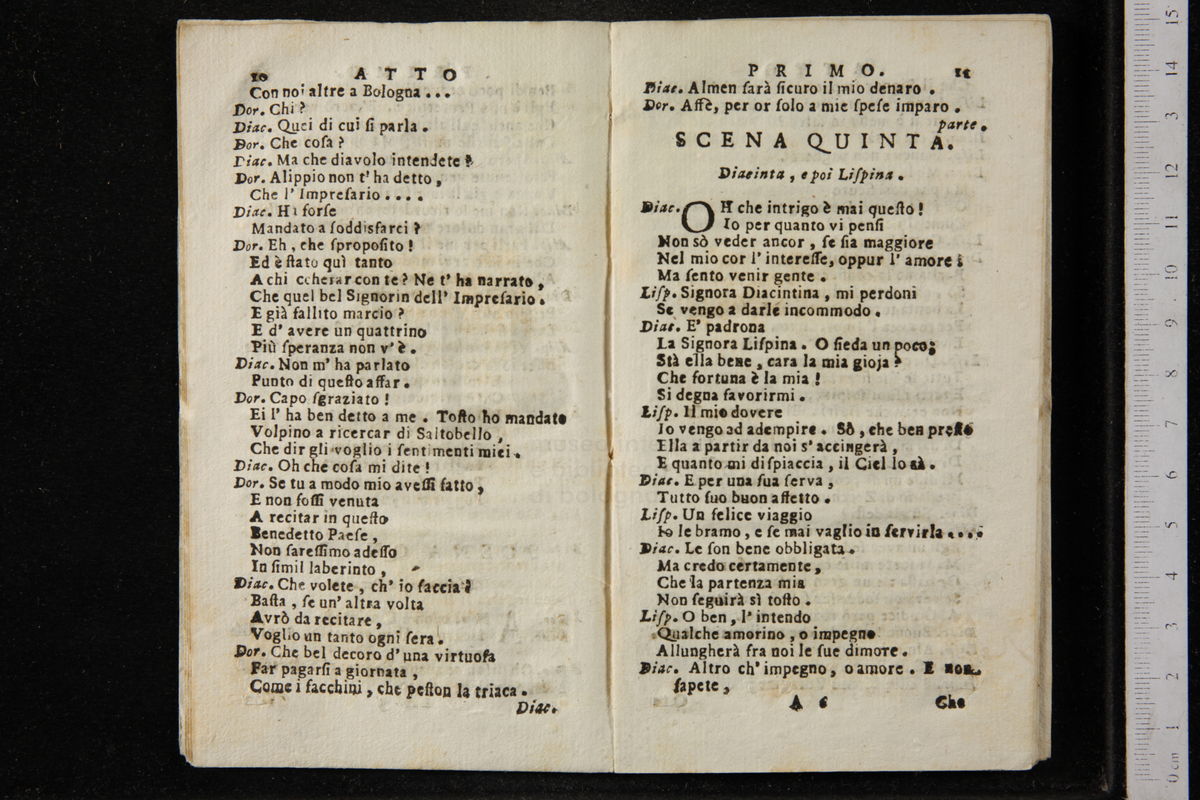 10 ATTO
Con noi altre a Bologna . . .
Dor. Chi ?
Diac. Quei di cui ſi parla .
Dor. Che coſa ?
Diac. Ma che diavolo intendete ?
Dor. Alippio non t' ha detto ,
Che l' Impreſario . . . .
Diac. Hà forſe
Mandato a ſoddisfarci ?
Dor. Eh , che ſpropoſito !
Ed è ſtato quì tanto
A chi ccherar con te ? Ne t' ha narrato ,
Che quel bel Signorin dell' Impreſario .
E già fallito marcio ?
E d' avere un quattrino
Più ſperanza non v' è .
Diac. Non m' ha parlato
Punto di queſto affar .
Dor. Capo ſgraziato !
Ei l' ha ben detto a me . Toſto ho mandato
Volpino a ricercar di Saltobello ,
Che dir gli voglio i ſentimenti miei .
Diac. Oh che coſa mi dite !
Dor. Se tu a modo mio aveſſi fatto ,
E non foſſi venuta
A recitar in queſto
Benedetto Paeſe ,
Non ſareſſimo adeſſo
In ſimil laberinto ,
Diac. Che volete , ch' io faccia ?
Baſta , ſe un' altra volta
Avrò da recitare ,
Voglio un tanto ogni ſera .
Dor. Che bel decoro d' una virtuoſa
Far pagarſi a giornata ,
Come i facchini , che peſton la triaca .
Diac.
PRIMO. 11
Diac. Almen ſarà ſicuro il mio denaro .
Dor. Affè, per or ſolo a mie ſpeſe imparo .
parte .
SCENA QUINTA.
Diacinta , e poi Liſpina .
Diac. OH che intrigo è mai queſto !
Io per quanto vi penſi
Non sò veder ancor , ſe ſia maggiore
Nel mio cor l' intereſſe, oppur l' amore :
Ma ſento venir gente .
Liſp. Signora Diacintina , mi perdoni
Se vengo a darle incommodo .
Diac. E' padrona
La Signora Liſpina . O ſieda un poco ;
Stà ella bene , cara la mia gioja ?
Che fortuna è la mia !
Si degna favorirmi .
Liſp. Il mio dovere
Io vengo ad adempire . Sò , che ben preſto
Ella a partir da noi s' accingerà ,
E quanto mi diſpiaccia , il Ciel lo sà .
Diac. E per una ſua ſerva ,
Tutto ſuo buon affetto .
Liſp. Un felice viaggio
Io le bramo , e ſe mai vaglio in ſervirla . . . .
Diac. Le ſon bene obbligata .
Ma credo certamente ,
Che la partenza mia
Non ſeguirà sì toſto .
Liſp. O ben , l' intendo
Qualche amorino , o impegno
Allungherà fra noi le ſue dimore .
Diac. Altro ch' impegno , o amore . E non
ſapete ,
A 6 Che